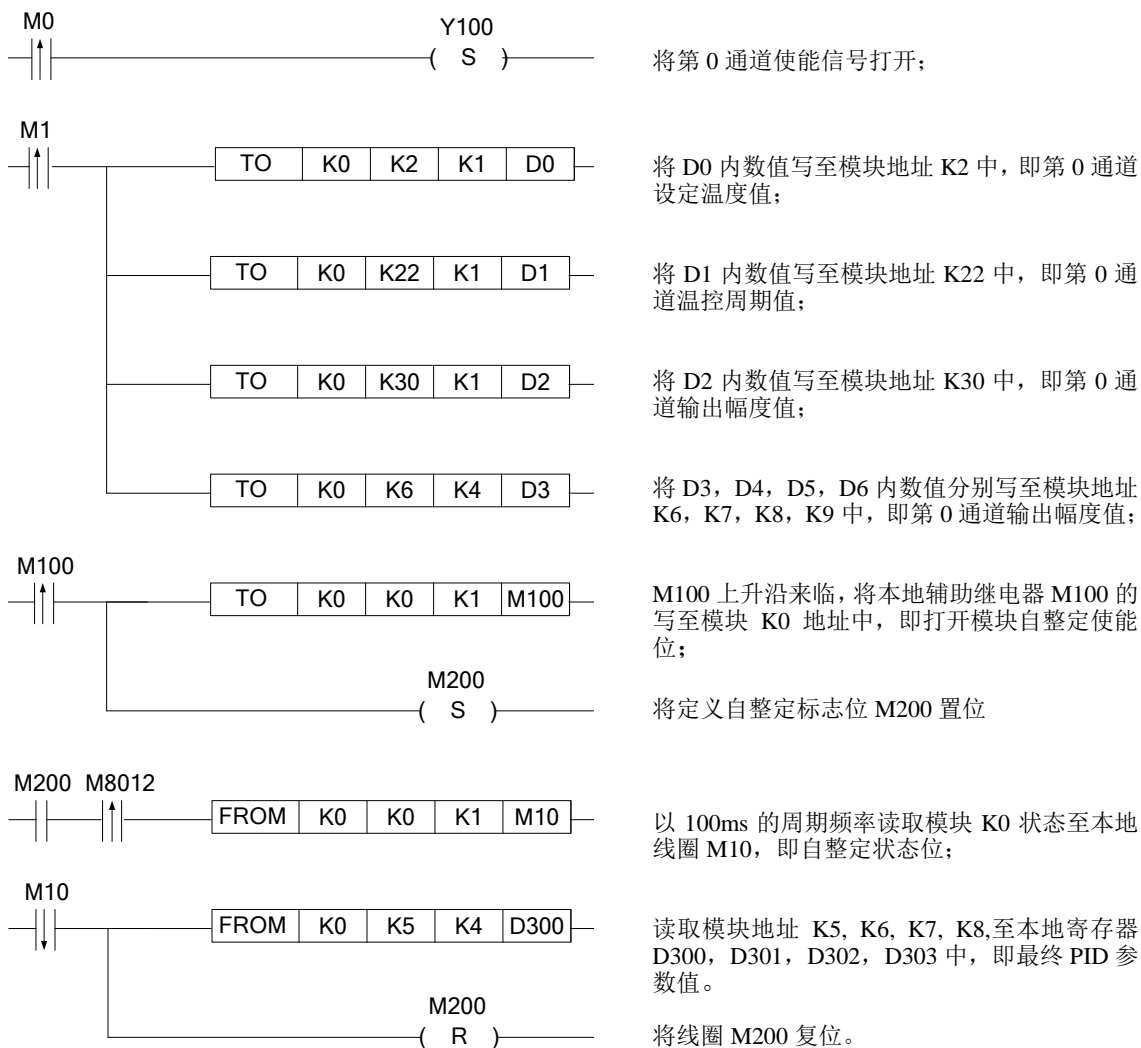 M0
Y100
( S )
将第 0 通道使能信号打开；
M1
TO K0 K2 K1 D0
将 D0 内数值写至模块地址 K2 中，即第 0 通道
设定温度值；
TO K0 K22 K1 D1
将 D1 内数值写至模块地址 K22 中，即第 0 通
道温控周期值；
TO K0 K30 K1 D2
将 D2 内数值写至模块地址 K30 中，即第 0 通
道输出幅度值；
TO K0 K6 K4 D3
将 D3，D4，D5，D6 内数值分别写至模块地址
K6，K7，K8，K9 中，即第 0 通道输出幅度值；
M100
TO K0 K0 K1 M100
M100 上升沿来临，将本地辅助继电器 M100 的
写至模块 K0 地址中，即打开模块自整定使能
位；
M200
( S )
将定义自整定标志位 M200 置位
M200 M8012
FROM K0 K0 K1 M10
以 100ms 的周期频率读取模块 K0 状态至本地
线圈 M10，即自整定状态位；
M10
FROM K0 K5 K4 D300
读取模块地址 K5, K6, K7, K8,至本地寄存器
D300，D301，D302，D303 中，即最终 PID 参
数值。
M200
( R )
将线圈 M200 复位。